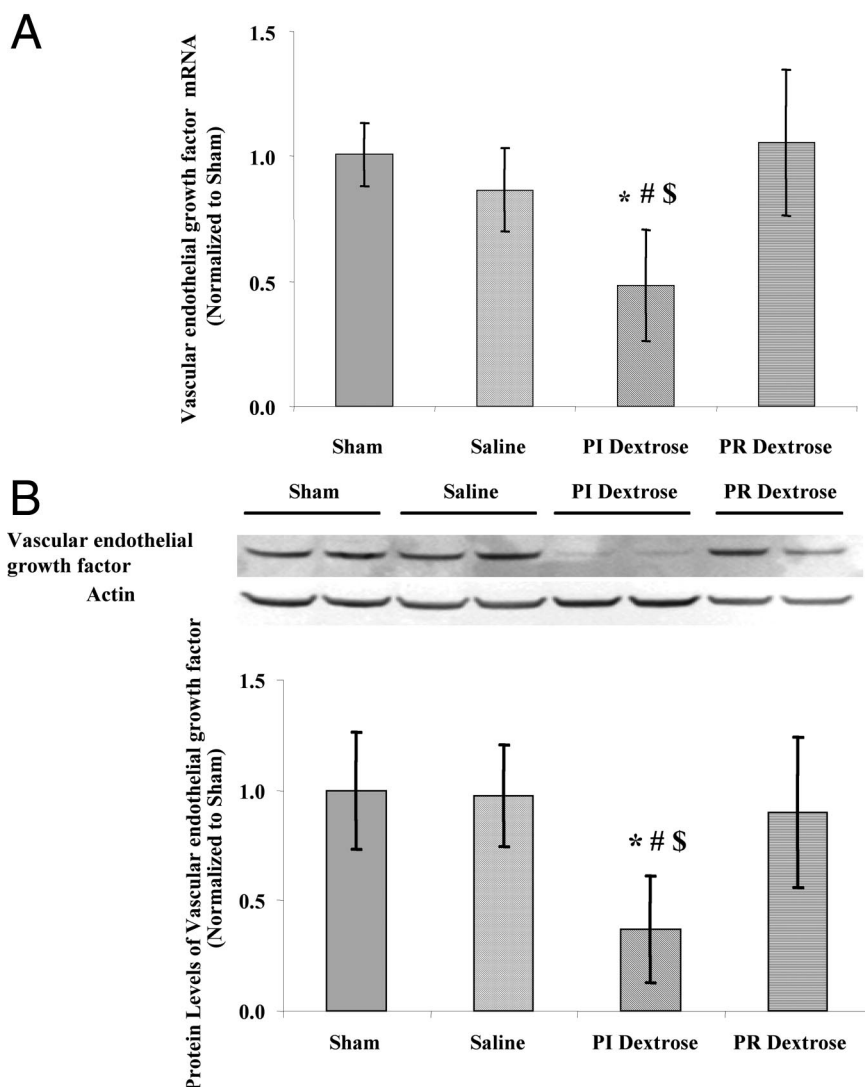 A
Vascular endothelial growth factor mRNA
(Normalized to Sham)
1.5
1.0
0.5
0.0
* # $
Sham Saline PI Dextrose PR Dextrose
B
Sham Saline PI Dextrose PR Dextrose
Vascular endothelial
growth factor
Actin
Protein Levels of Vascular endothelial growth factor
(Normalized to Sham)
1.5
1.0
0.5
0.0
* # $
Sham Saline PI Dextrose PR Dextrose